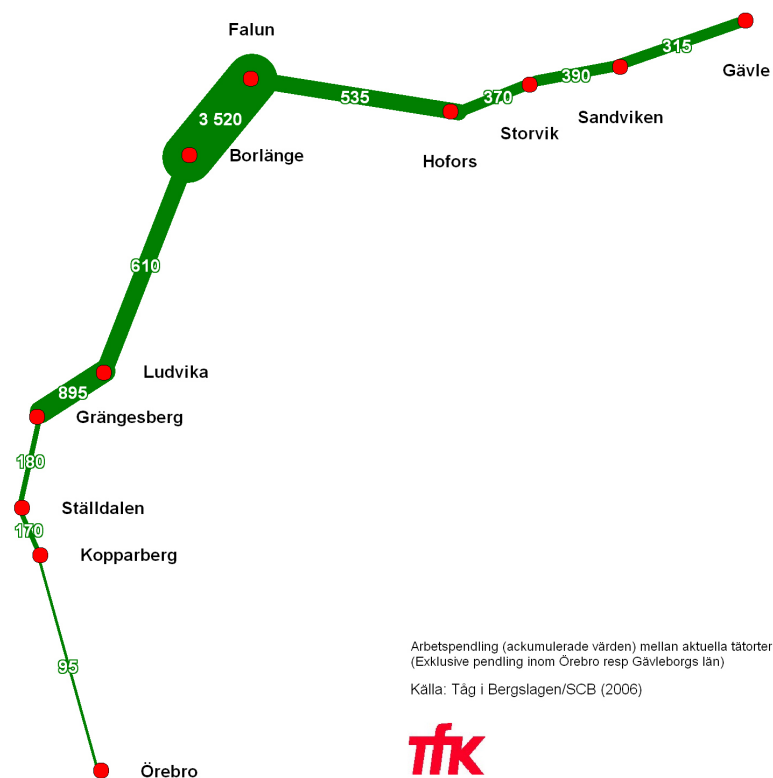 Falun
Gävle
315
390
535
370
Sandviken
3 520
Storvik
Borlänge
Hofors
610
Ludvika
895
Grängesberg
180
Ställdalen
170
Kopparberg
95
Örebro
Arbetspendling (ackumulerade värden) mellan aktuella tätorter
(Exklusive pendling inom Örebro resp Gävleborgs län)
Källa: Tåg i Bergslagen/SCB (2006)
TfK